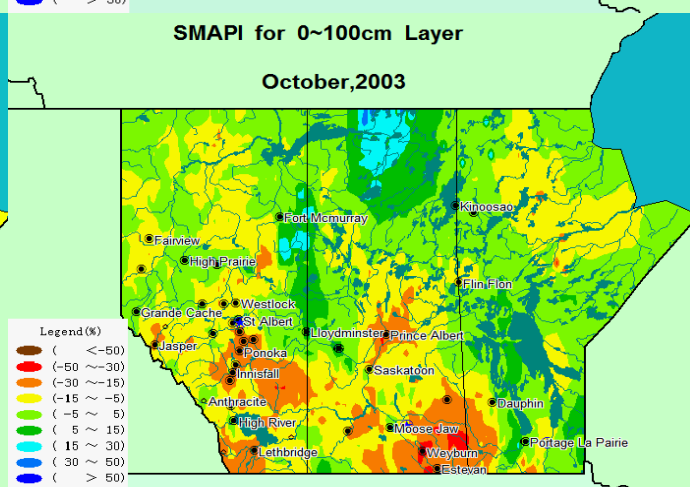 ( > 50)
SMAPI for 0~100cm Layer
October,2003
Kinoosao
Fort Mcmurray
Fairview
High Prairie
Flin Flon
Westlock
Grande Cache
St Albert
Lloydminster
Prince Albert
Jasper
Ponoka
Innisfail
Saskatoon
Anthracite
Dauphin
High River
Moose Jaw
Portage La Pairie
Lethbridge
Weyburn
Estevan
Legend(%)
( <-50)
(-50 ~-30)
(-30 ~-15)
(-15 ~ -5)
( -5 ~ 5)
( 5 ~ 15)
( 15 ~ 30)
( 30 ~ 50)
( > 50)